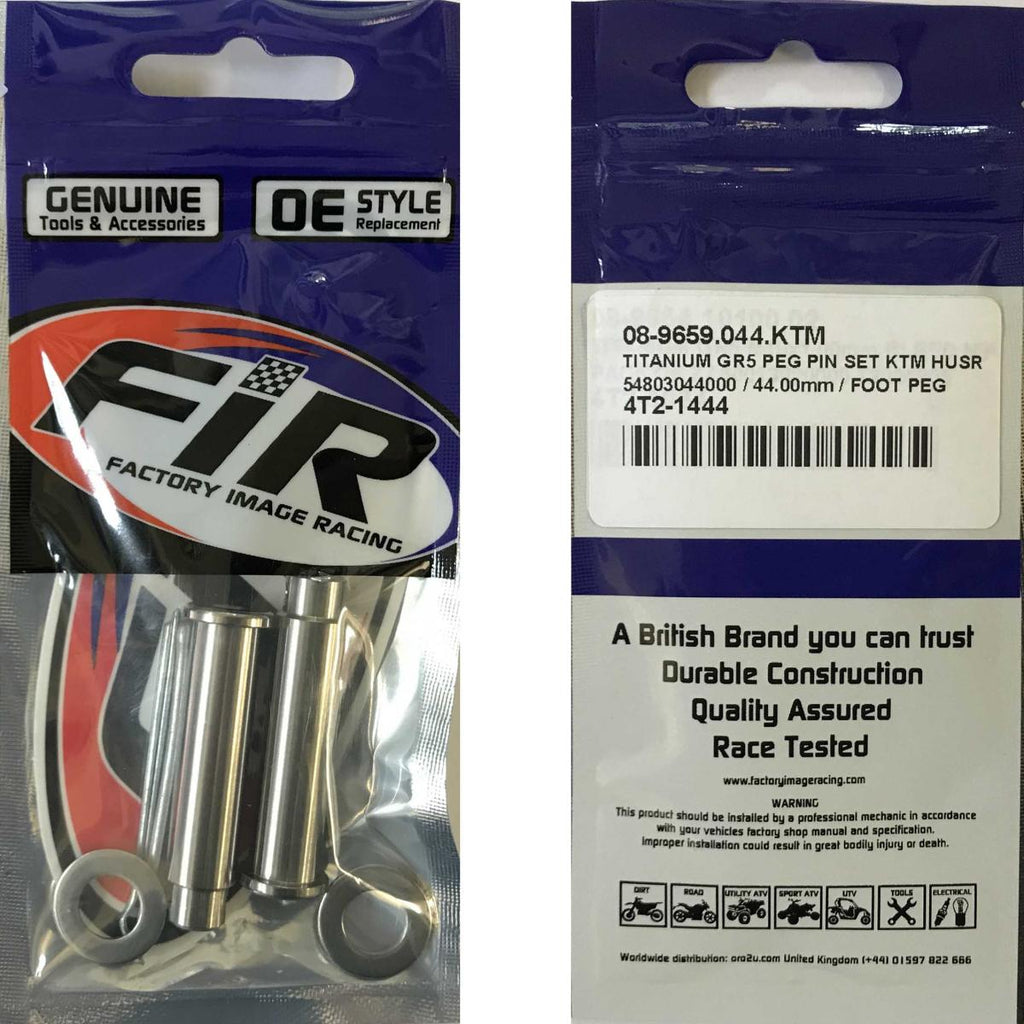 GENUINE
Tools & Accessories
OE STYLE
Replacement
FiR
FACTORY IMAGE RACING
08-9659.044.KTM
TITANIUM GR5 PEG PIN SET KTM HUSR
54803044000 / 44.00mm / FOOT PEG
4T2-1444
A British Brand you can trust
Durable Construction
Quality Assured
Race Tested
www.factoryimageracing.com
WARNING
This product should be installed by a professional mechanic in accordance
with your vehicles factory shop manual and specification.
Improper installation could result in great bodily injury or death.
DIRT ROAD UTILITY ATV SPORT ATV UTV TOOLS ELECTRICAL
Worldwide distribution: oro2u.com United Kingdom (+44) 01597 822 666